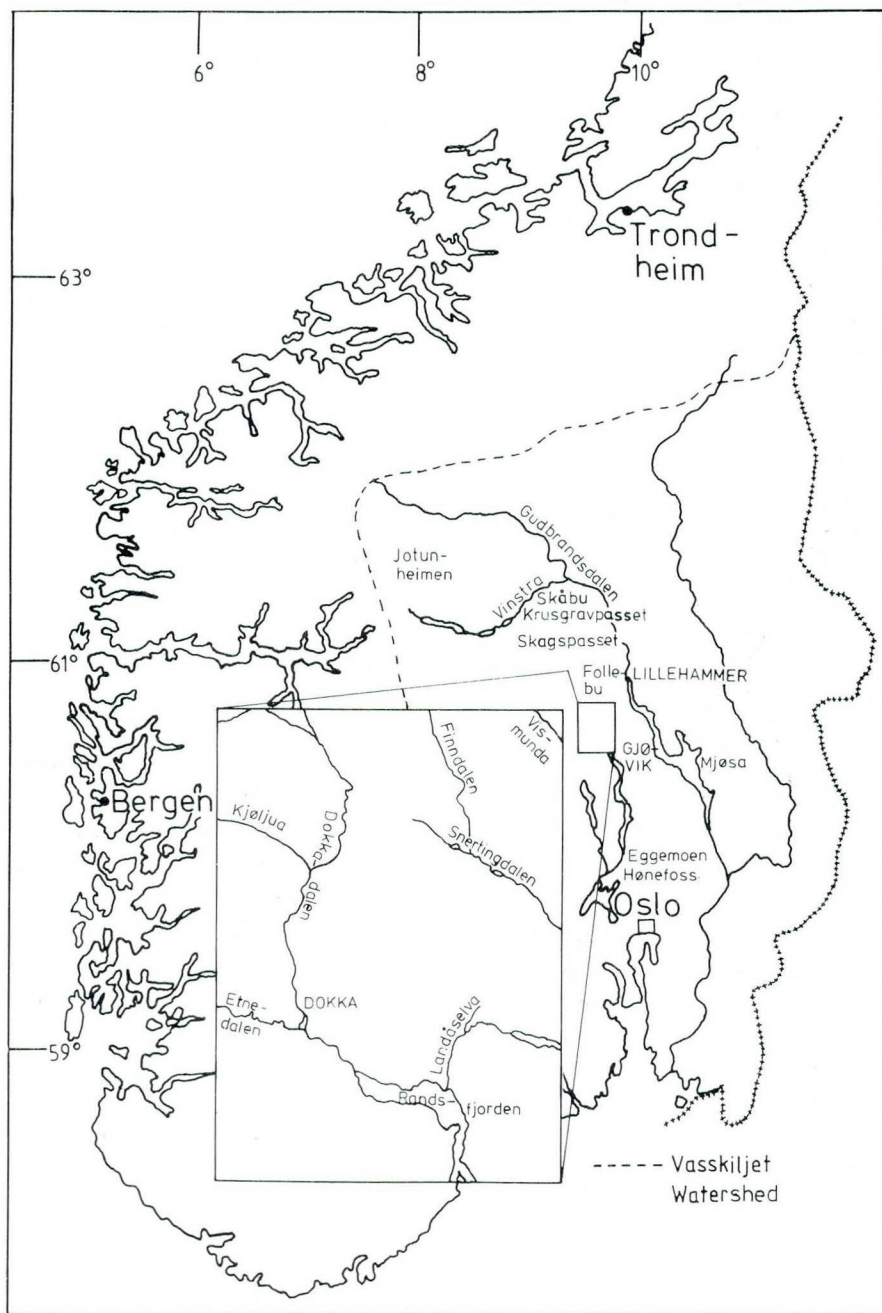 6°
8°
10°
Trond-
heim
63°
Gudbrandsdalen
Jotun-
heimen
Vinstra
Skåbu
Krusgravpasset
Skagspasset
61°
Folle-
bu
LILLEHAMMER
GJØ-
VIK
Mjøsa
Bergen
Eggemoen
Hønefoss
Oslo
Vis-
munda
Finndalen
Kjøljua
Dokka-
dalen
Snertingdalen
Etne-
dalen
DOKKA
Landåselva
Rands-
fjorden
59°
Vasskiljet
Watershed